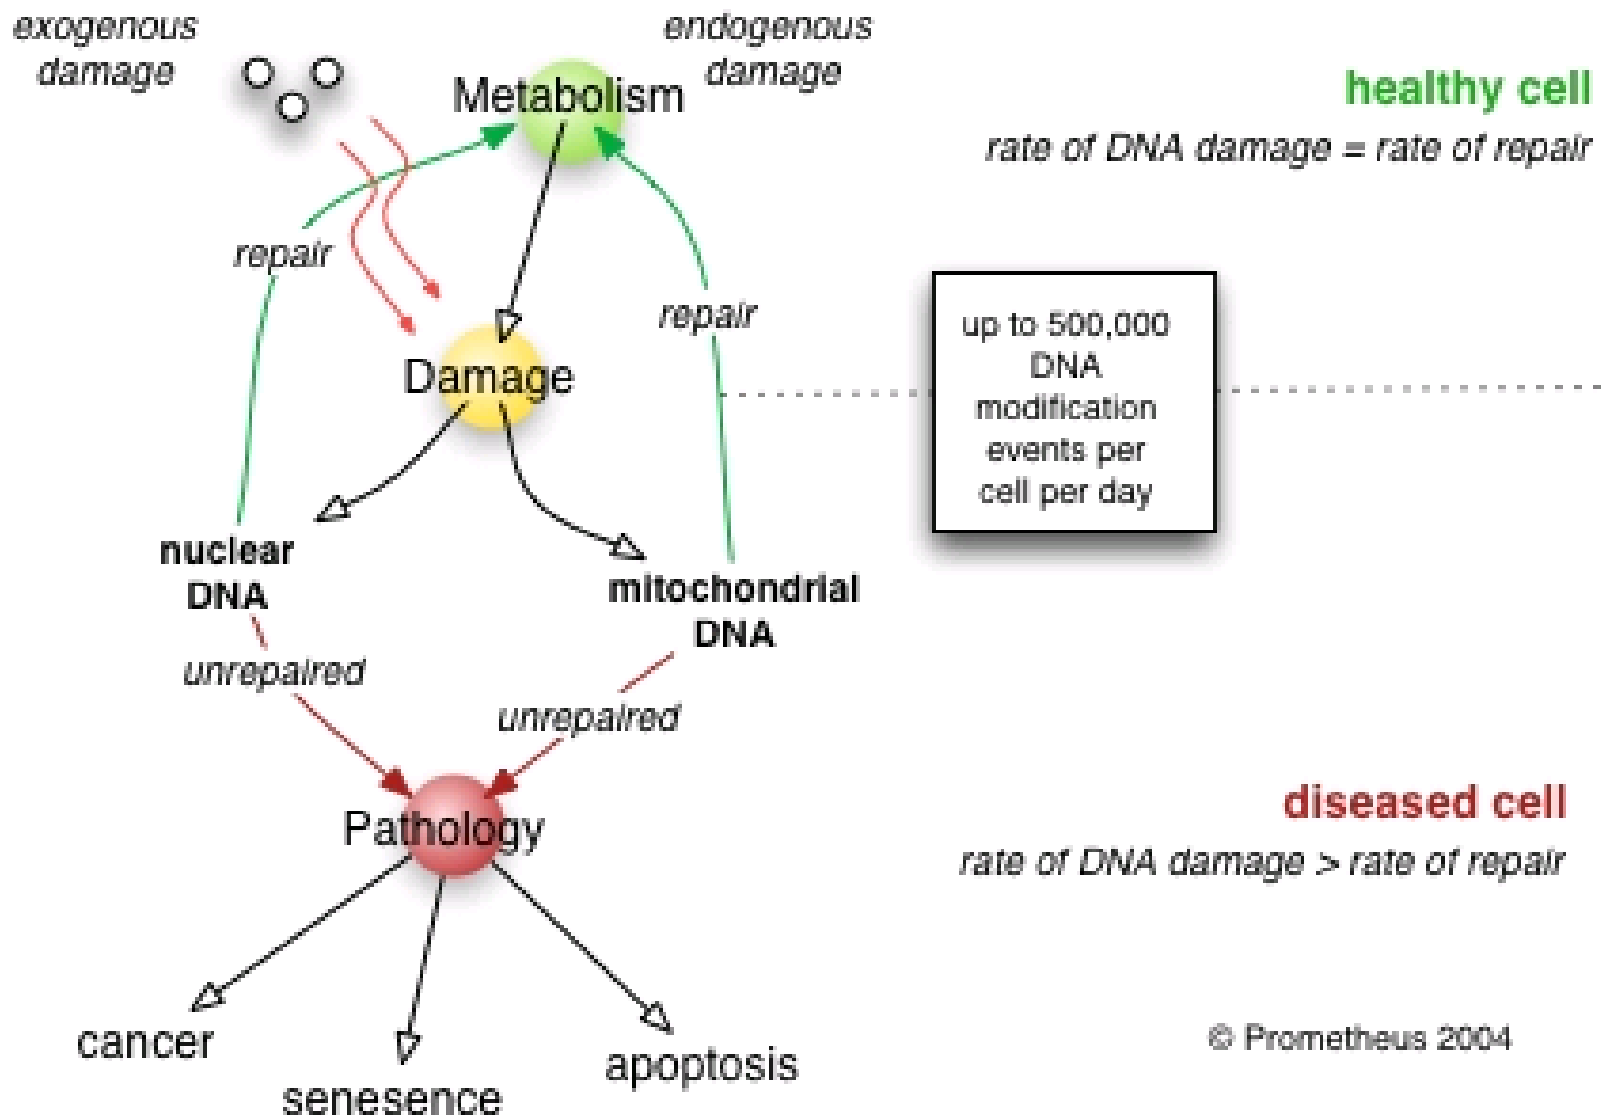 exogenous
damage
endogenous
damage
Metabolism
healthy cell
rate of DNA damage = rate of repair
repair
repair
up to 500,000
DNA
modification
events per
cell per day
Damage
nuclear
DNA
mitochondrial
DNA
unrepaired
unrepaired
Pathology
diseased cell
rate of DNA damage > rate of repair
cancer
senesence
apoptosis
© Prometheus 2004